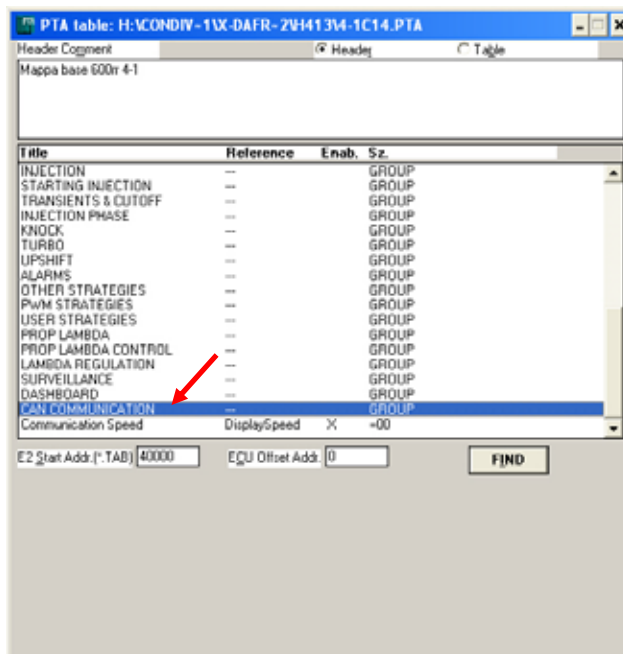 PTA table: H:\CONDIV~1\X-DAFR~2\H413\4-1C14.PTA
Header Comment Header Table
Mappa base 600rr 4-1
Title Reference Enab. Sz.
INJECTION --- GROUP
STARTING INJECTION --- GROUP
TRANSIENTS & CUTOFF --- GROUP
INJECTION PHASE --- GROUP
KNOCK --- GROUP
TURBO --- GROUP
UPSHIFT --- GROUP
ALARMS --- GROUP
OTHER STRATEGIES --- GROUP
PWM STRATEGIES --- GROUP
USER STRATEGIES --- GROUP
PROP LAMBDA --- GROUP
PROP LAMBDA CONTROL --- GROUP
LAMBDA REGULATION --- GROUP
SURVEILLANCE --- GROUP
DASHBOARD --- GROUP
CAN COMMUNICATION --- GROUP
Communication Speed DisplaySpeed X =00
E2 Start Addr.(*.TAB) 40000 ECU Offset Addr. 0 FIND